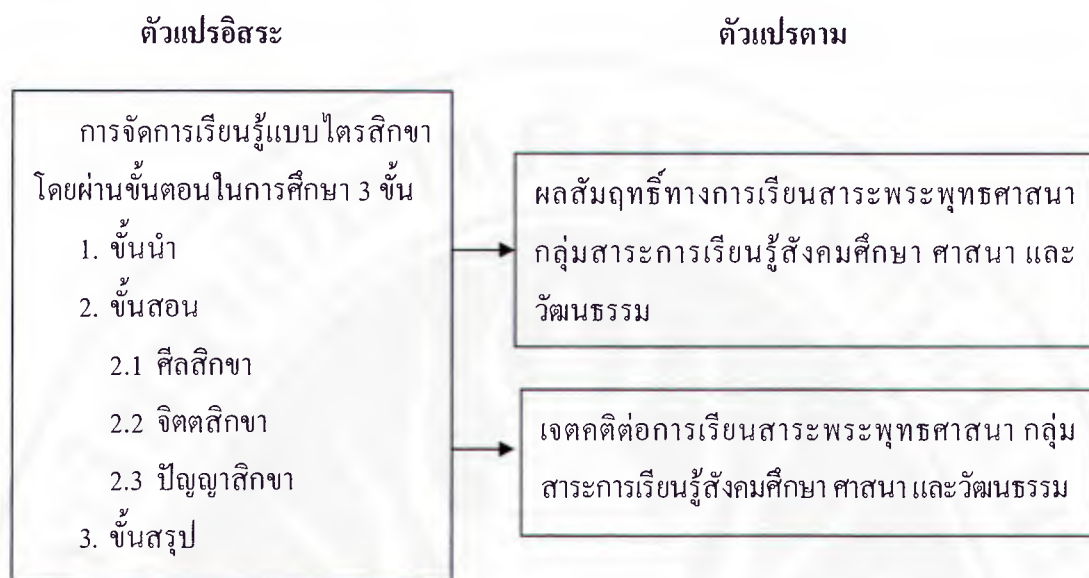 ตัวแปรอิสระ
ตัวแปรตาม
การจัดการเรียนรู้แบบไตรสิกขา
โดยผ่านขั้นตอนในการศึกษา 3 ขั้น
1. ขั้นนำ
2. ขั้นสอน
2.1 ศีลสิกขา
2.2 จิตตสิกขา
2.3 ปัญญาสิกขา
3. ขั้นสรุป
ผลสัมฤทธิ์ทางการเรียนสาระพระพุทธศาสนา
กลุ่มสาระการเรียนรู้สังคมศึกษา ศาสนา และ
วัฒนธรรม
เจตคติต่อการเรียนสาระพระพุทธศาสนา กลุ่ม
สาระการเรียนรู้สังคมศึกษา ศาสนา และวัฒนธรรม